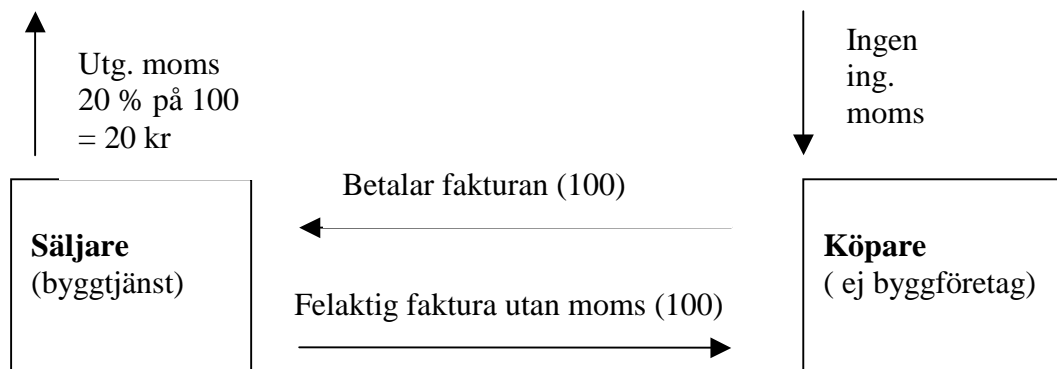 Utg. moms
20 % på 100
= 20 kr
Ingen
ing.
moms
Betalar fakturan (100)
Säljare
(byggtjänst)
Köpare
( ej byggföretag)
Felaktig faktura utan moms (100)